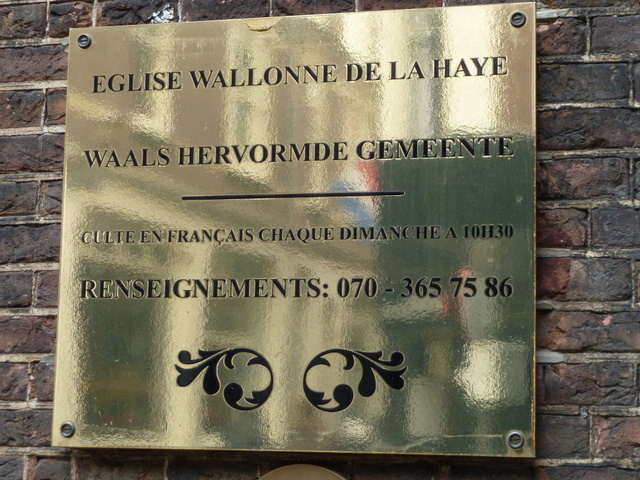 EGLISE WALLONNE DE LA HAYE
WAALS HERVORMDE GEMEENTE
CULTE EN FRANÇAIS CHAQUE DIMANCHE A 10H30
RENSEIGNEMENTS: 070 - 365 75 86